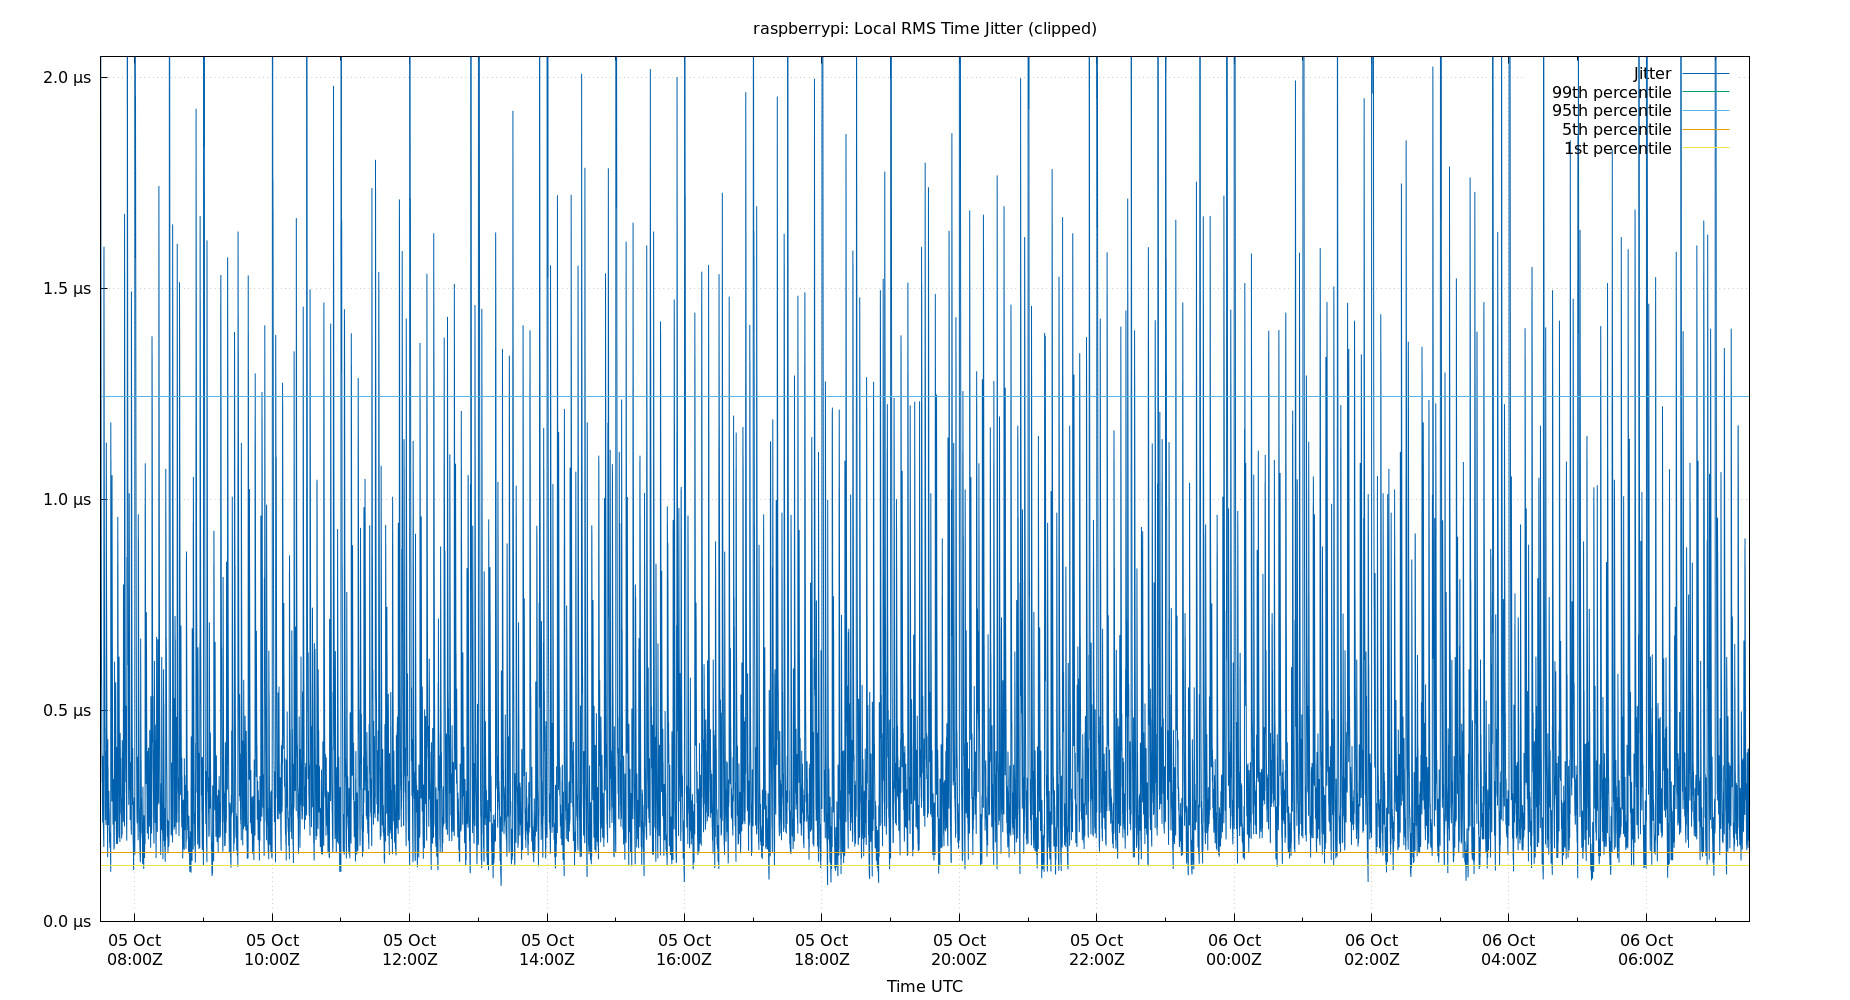 raspberrypi: Local RMS Time Jitter (clipped)
2.0 μs
1.5 μs
1.0 μs
0.5 μs
0.0 μs
Jitter
99th percentile
95th percentile
5th percentile
1st percentile
05 Oct 05 Oct 05 Oct 05 Oct 05 Oct 05 Oct 05 Oct 05 Oct 06 Oct 06 Oct 06 Oct 06 Oct
08:00Z 10:00Z 12:00Z 14:00Z 16:00Z 18:00Z 20:00Z 22:00Z 00:00Z 02:00Z 04:00Z 06:00Z
Time UTC